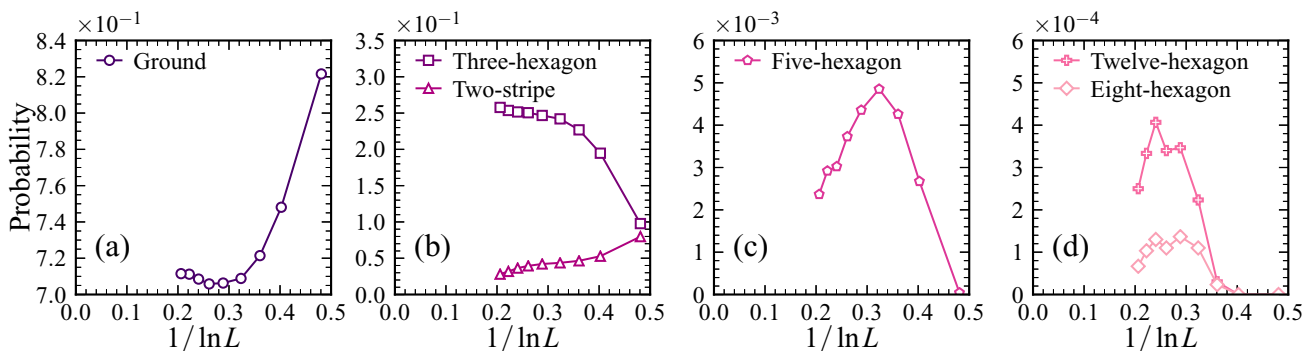 ×10⁻¹
8.4
8.2
8.0
7.8
7.6
7.4
7.2
7.0
Probability
Ground
(a)
0.0 0.1 0.2 0.3 0.4 0.5
1/ln L
×10⁻¹
3.5
3.0
2.5
2.0
1.5
1.0
0.5
0.0
Three-hexagon
Two-stripe
(b)
0.0 0.1 0.2 0.3 0.4 0.5
1/ln L
×10⁻³
6
5
4
3
2
1
0
Five-hexagon
(c)
0.0 0.1 0.2 0.3 0.4 0.5
1/ln L
×10⁻⁴
6
5
4
3
2
1
0
Twelve-hexagon
Eight-hexagon
(d)
0.0 0.1 0.2 0.3 0.4 0.5
1/ln L